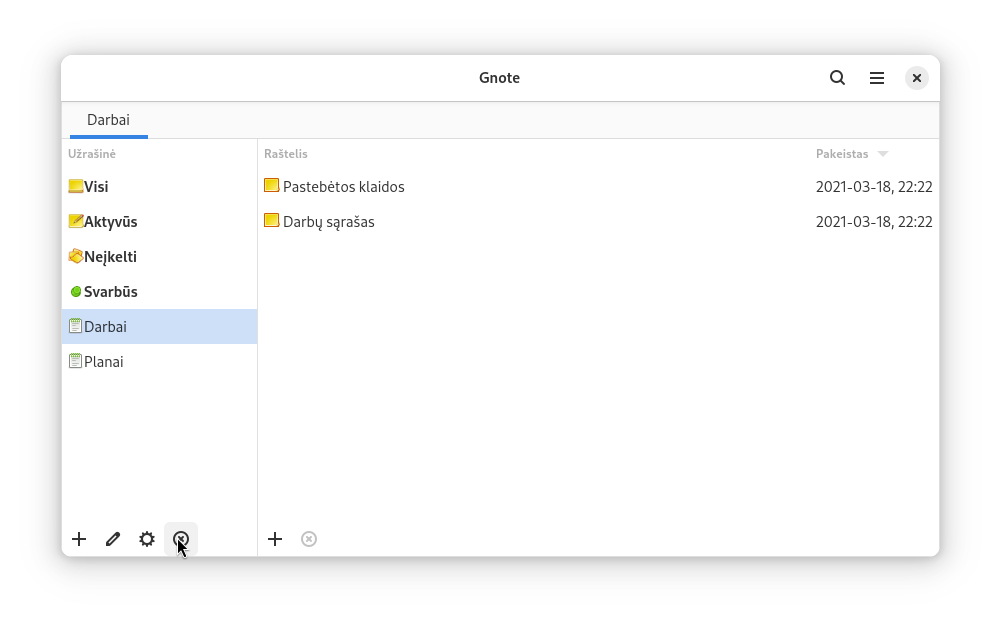 Gnote
Darbai
Užrašinė
Raštelis
Pakeistas
Visi
Pastebėtos klaidos
2021-03-18, 22:22
Aktyvūs
Darbų sąrašas
2021-03-18, 22:22
Neįkelti
Svarbūs
Darbai
Planai